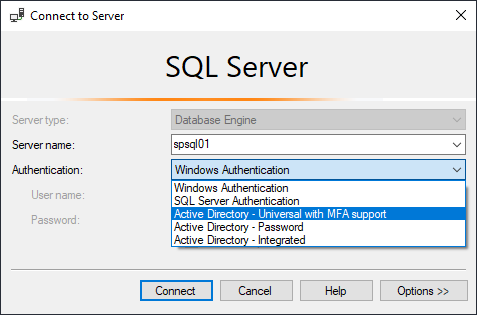 Connect to Server
SQL Server
Server type: Database Engine
Server name: spsql01
Authentication: Windows Authentication
Windows Authentication
User name:
SQL Server Authentication
Active Directory - Universal with MFA support
Password:
Active Directory - Password
Active Directory - Integrated
Connect Cancel Help Options >>